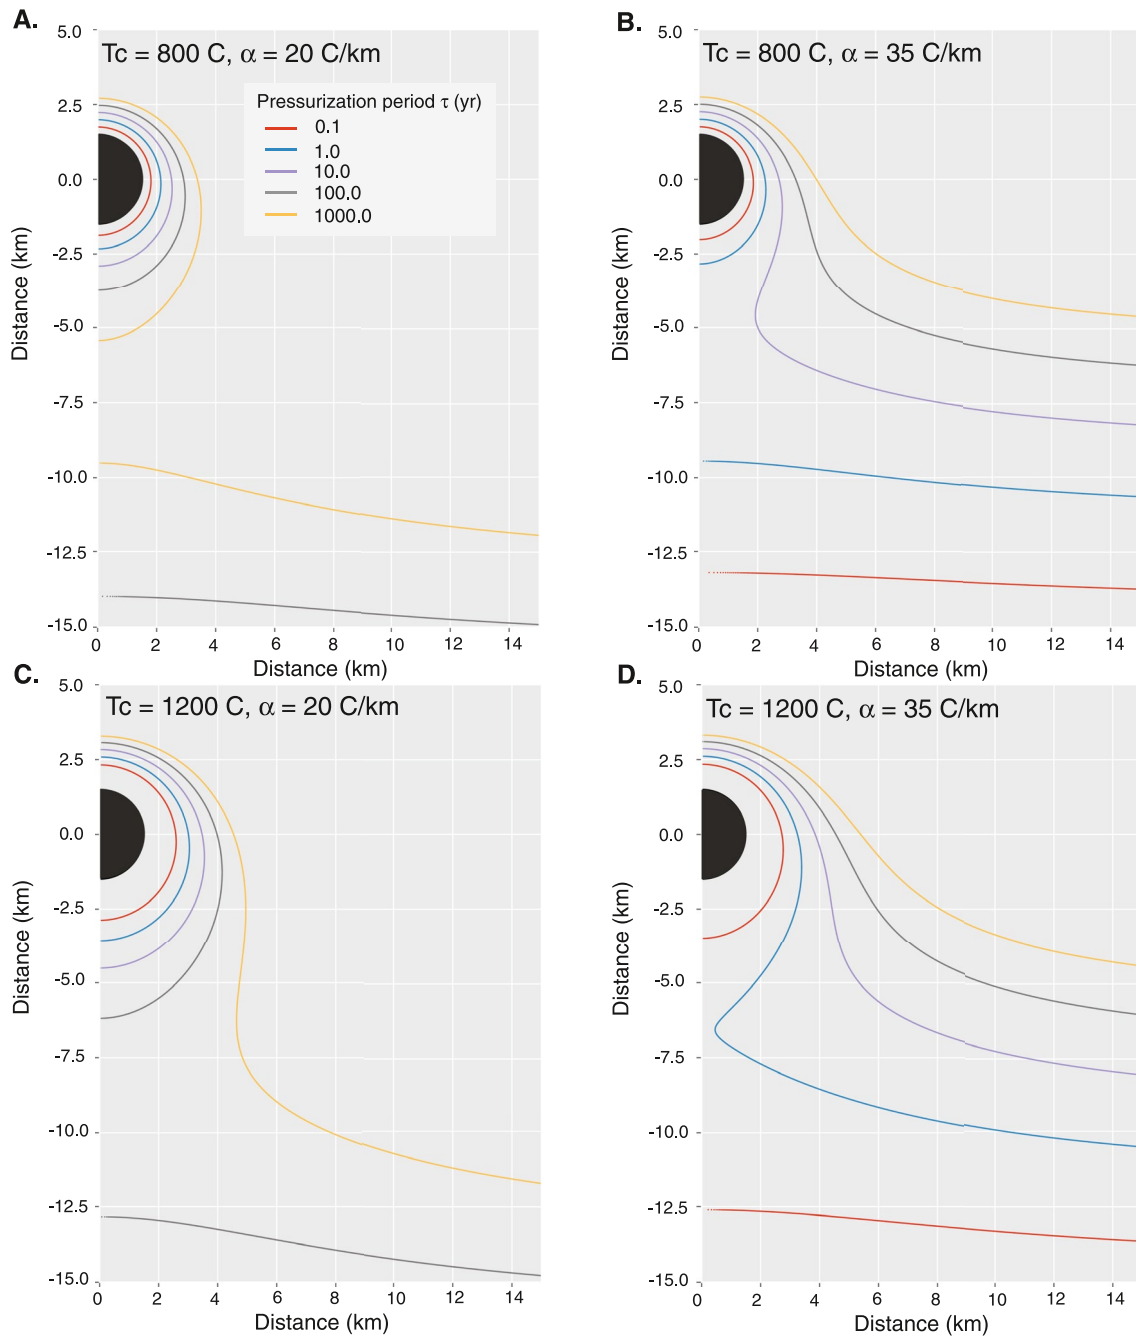 A.
Tc = 800 C, α = 20 C/km
Pressurization period τ (yr)
0.1
1.0
10.0
100.0
1000.0
5.0
2.5
0.0
-2.5
-5.0
-7.5
-10.0
-12.5
-15.0
Distance (km)
0 2 4 6 8 10 12 14
Distance (km)
B.
Tc = 800 C, α = 35 C/km
5.0
2.5
0.0
-2.5
-5.0
-7.5
-10.0
-12.5
-15.0
Distance (km)
0 2 4 6 8 10 12 14
Distance (km)
C.
Tc = 1200 C, α = 20 C/km
5.0
2.5
0.0
-2.5
-5.0
-7.5
-10.0
-12.5
-15.0
Distance (km)
0 2 4 6 8 10 12 14
Distance (km)
D.
Tc = 1200 C, α = 35 C/km
5.0
2.5
0.0
-2.5
-5.0
-7.5
-10.0
-12.5
-15.0
Distance (km)
0 2 4 6 8 10 12 14
Distance (km)